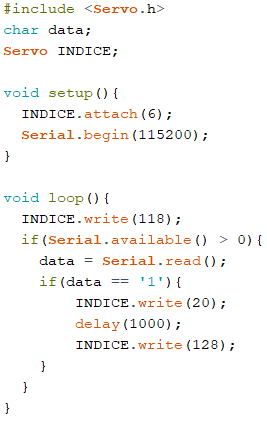 #include <Servo.h>
char data;
Servo INDICE;

void setup(){
  INDICE.attach(6);
  Serial.begin(115200);
}

void loop(){
  INDICE.write(118);
  if(Serial.available() > 0){
    data = Serial.read();
    if(data == '1'){
        INDICE.write(20);
        delay(1000);
        INDICE.write(128);
    }
  }
}